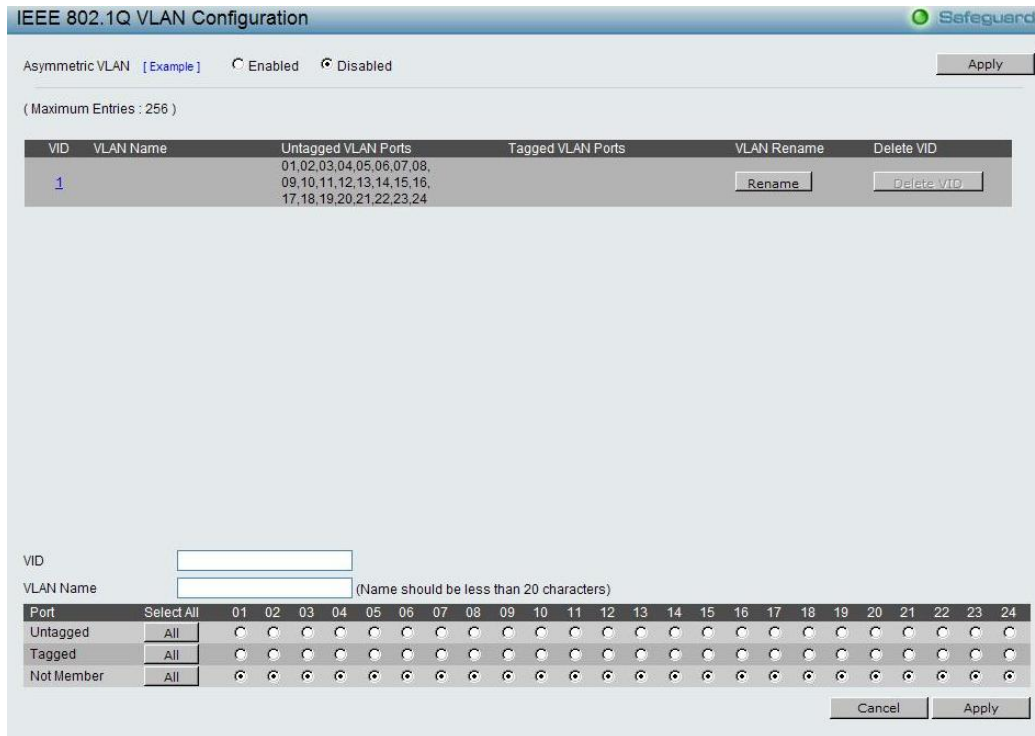 IEEE 802.1Q VLAN Configuration Safeguard
Asymmetric VLAN [ Example ] Enabled Disabled Apply
( Maximum Entries : 256 )
VID VLAN Name Untagged VLAN Ports Tagged VLAN Ports VLAN Rename Delete VID
01,02,03,04,05,06,07,08,
1 09,10,11,12,13,14,15,16, Rename Delete VID
17,18,19,20,21,22,23,24
VID
VLAN Name (Name should be less than 20 characters)
Port Select All 01 02 03 04 05 06 07 08 09 10 11 12 13 14 15 16 17 18 19 20 21 22 23 24
Untagged All
Tagged All
Not Member All
Cancel Apply